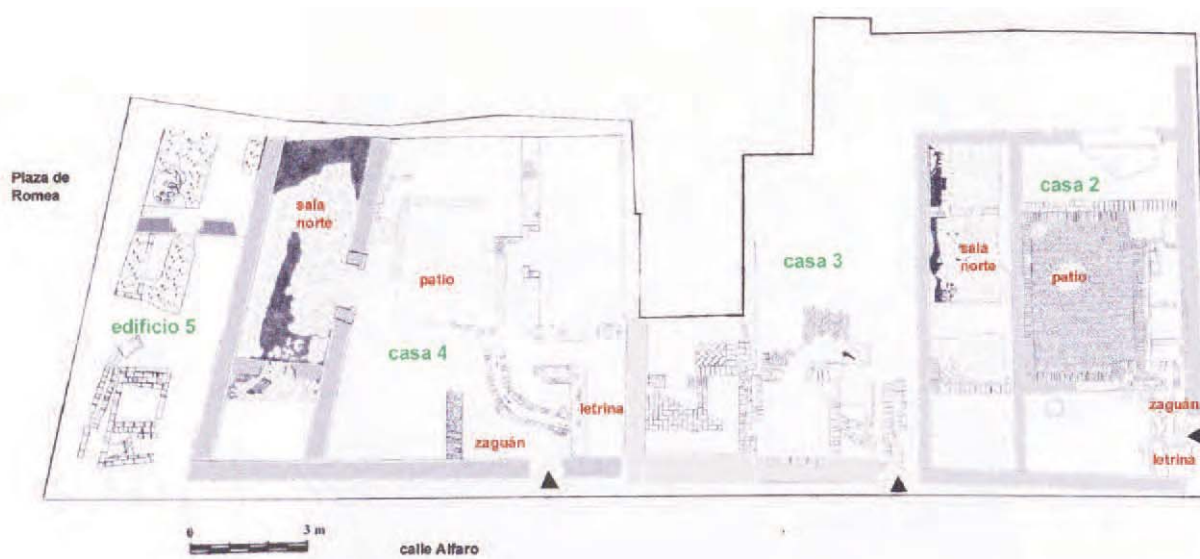 Plaza de
Romea
sala
norte
patio
edificio 5
casa 4
zaguán
letrina
casa 3
casa 2
sala
norte
patio
zaguán
letrina
0 3 m
calle Alfaro